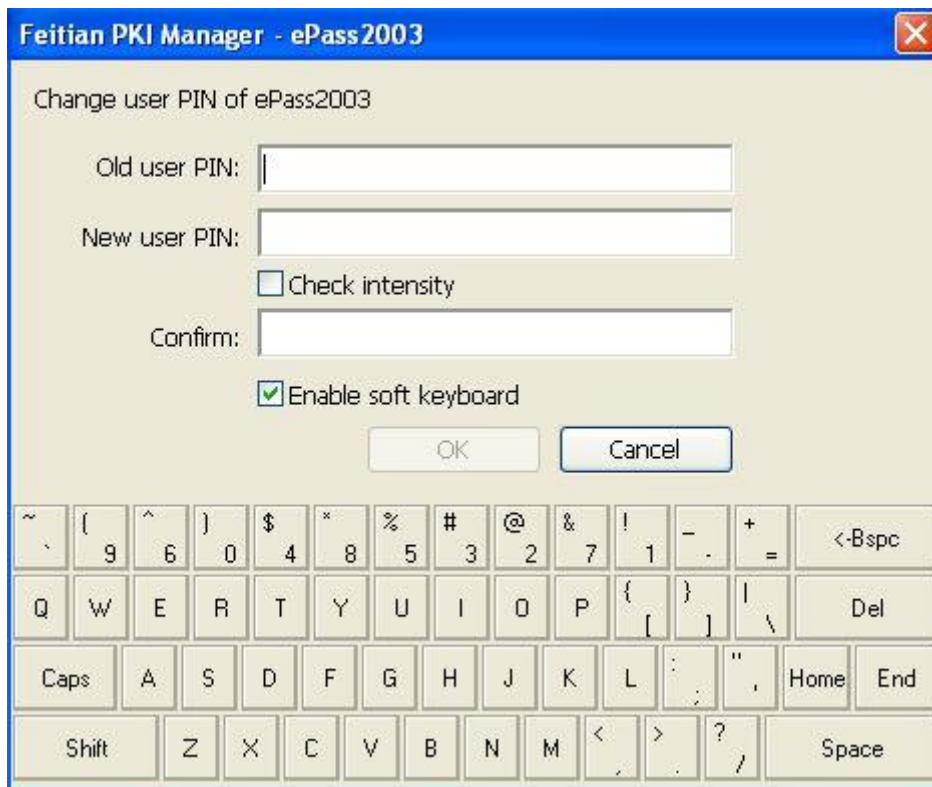 Feitian PKI Manager - ePass2003
Change user PIN of ePass2003
Old user PIN:
New user PIN:
Check intensity
Confirm:
Enable soft keyboard
OK Cancel
~ ` ( 9 ^ 6 ) 0 $ 4 * 8 % 5 # 3 @ 2 & 7 ! 1 _ - + = <-Bspc
Q W E R T Y U I O P { [ } ] | \ Del
Caps A S D F G H J K L : ; " ' Home End
Shift Z X C V B N M < , > . ? / Space